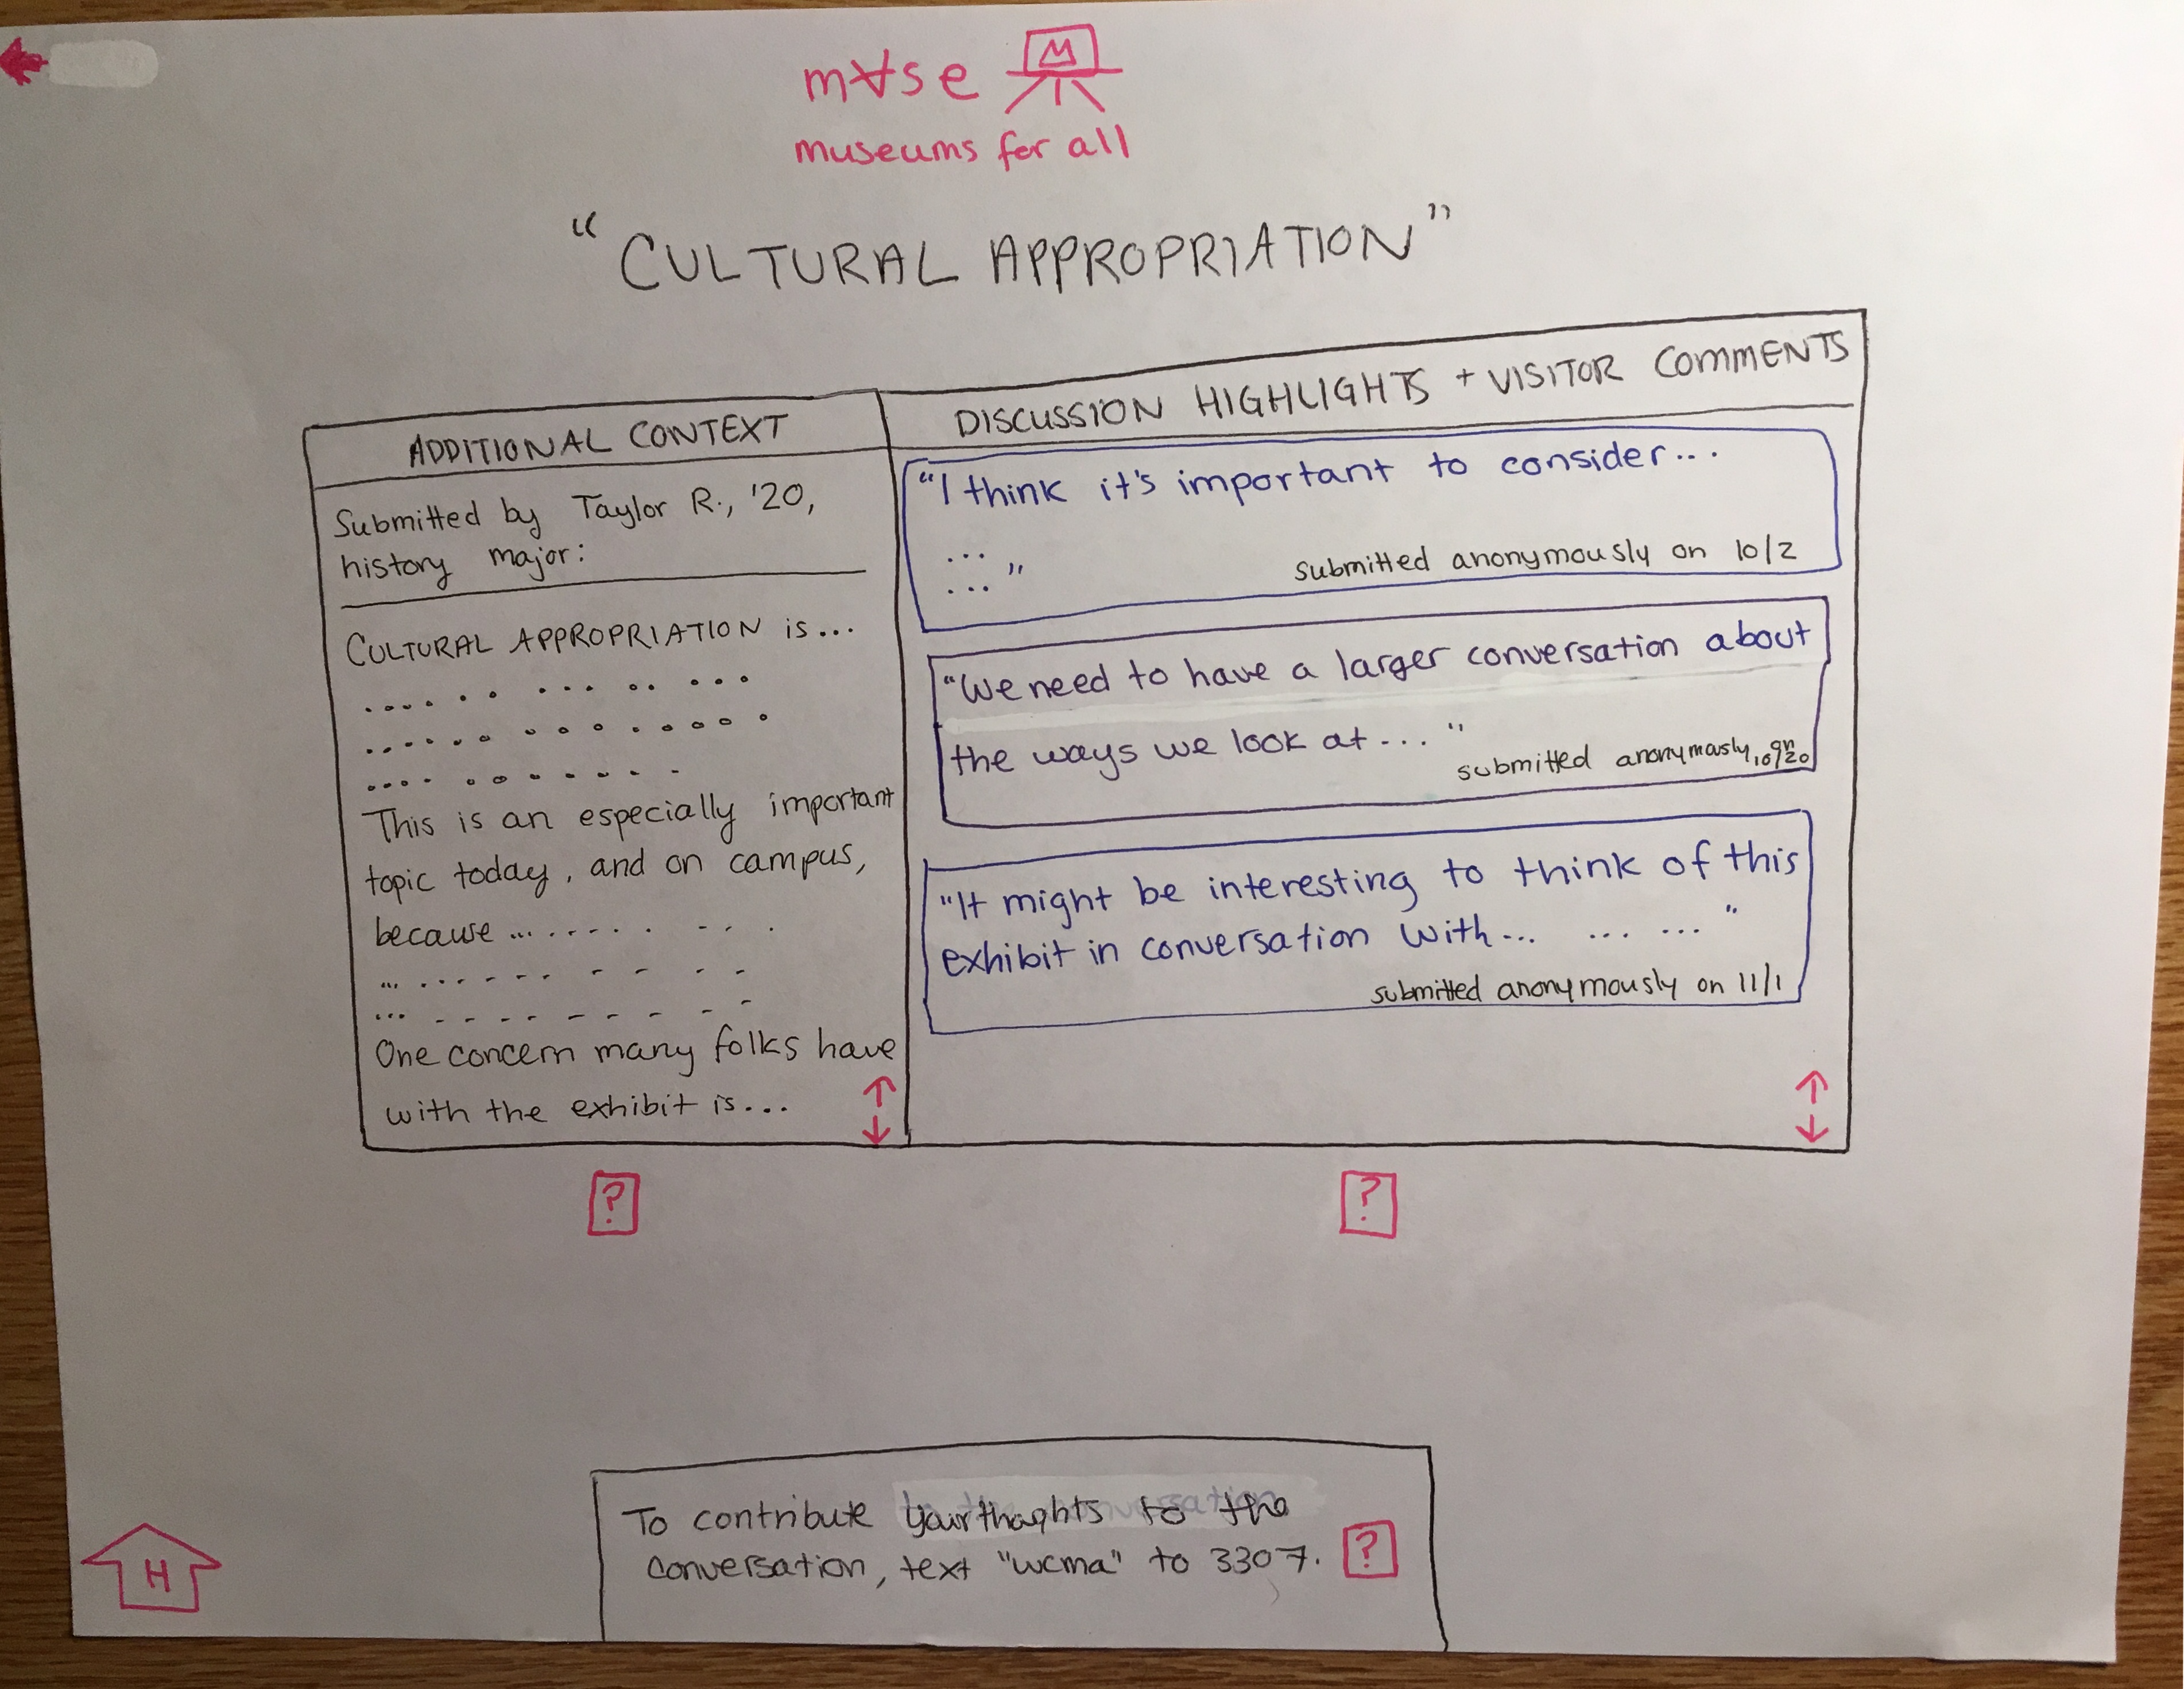 m∀se M
museums for all
"CULTURAL APPROPRIATION"
ADDITIONAL CONTEXT
Submitted by Taylor R., '20,
history major:
CULTURAL APPROPRIATION is...
This is an especially important
topic today, and on campus,
because ...
One concern many folks have
with the exhibit is...
?
DISCUSSION HIGHLIGHTS + VISITOR COMMENTS
"I think it's important to consider...
...
... "
submitted anonymously on 10/2
"We need to have a larger conversation about
the ways we look at ... "
submitted anonymously on
10/20
"It might be interesting to think of this
exhibit in conversation with... ... ... "
submitted anonymously on 11/1
?
To contribute your thoughts to the
conversation, text "wcma" to 3307. ?
H